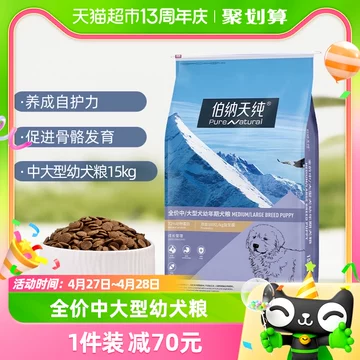 天猫超市13周年庆 聚划算
养成自护力
促进骨骼发育
中大型幼犬粮15kg
伯纳天纯
Pure&Natural
全价中/大型犬幼年期犬粮 MEDIUM/LARGE BREED PUPPY
活动时间：4月27日~4月28日
全价中大型幼犬粮
1件装 减70元